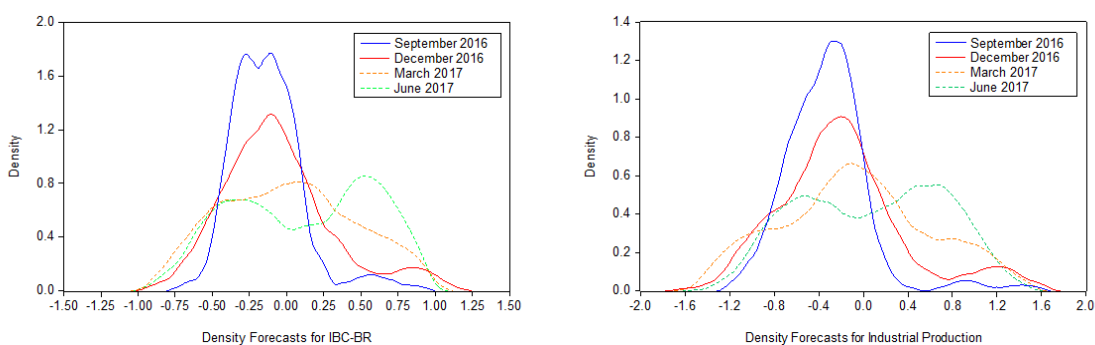 2.0
1.6
1.2
0.8
0.4
0.0
Density
-1.50 -1.25 -1.00 -0.75 -0.50 -0.25 0.00 0.25 0.50 0.75 1.00 1.25 1.50
September 2016
December 2016
March 2017
June 2017
Density Forecasts for IBC-BR
1.4
1.2
1.0
0.8
0.6
0.4
0.2
0.0
Density
-1.8 -1.2 -0.8 -0.4 0.0 0.4 0.8 1.2 1.6 2.0
September 2016
December 2016
March 2017
June 2017
Density Forecasts for Industrial Production